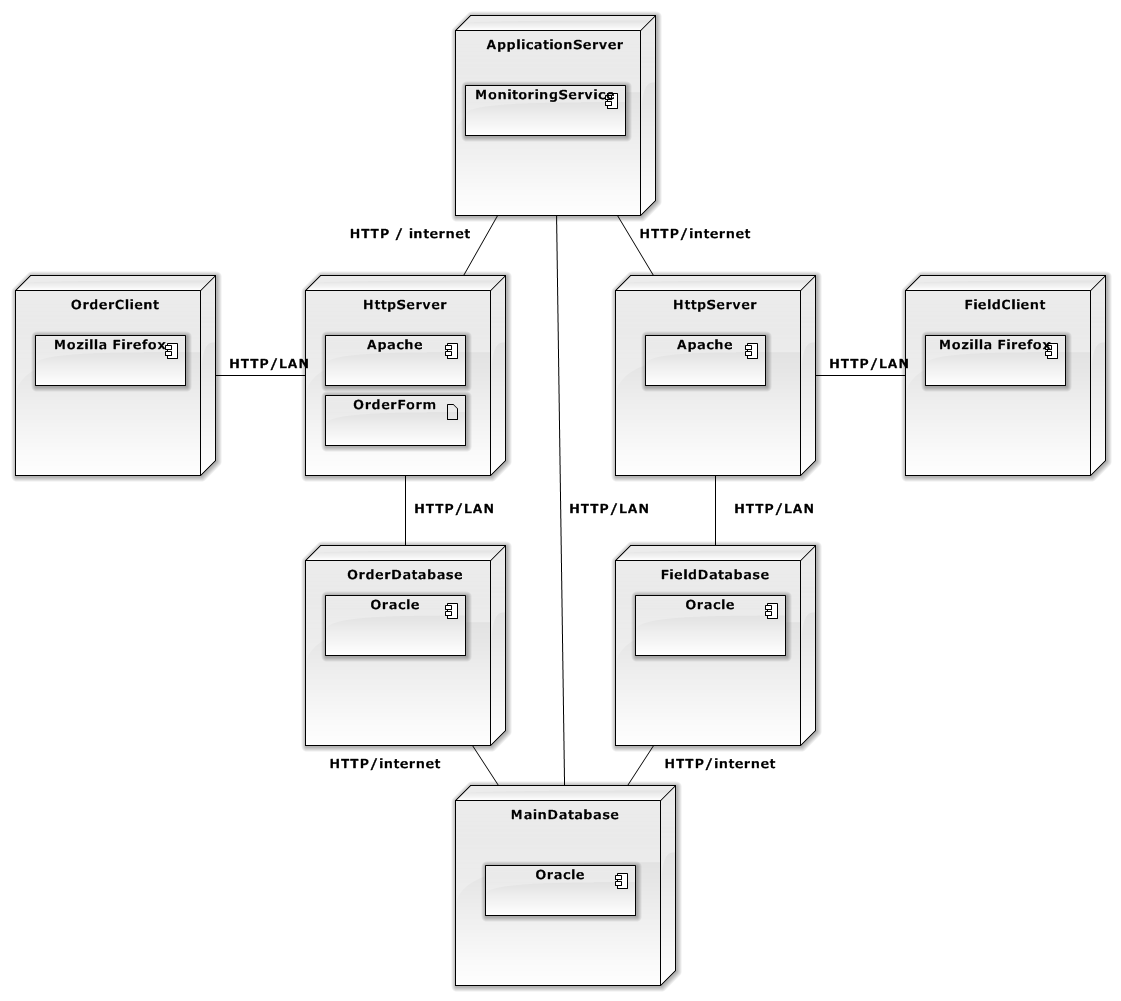 ApplicationServer
MonitoringService
HTTP / internet
HTTP/internet
OrderClient
Mozilla Firefox
HTTP/LAN
HttpServer
Apache
OrderForm
HttpServer
Apache
HTTP/LAN
FieldClient
Mozilla Firefox
HTTP/LAN
HTTP/LAN
HTTP/LAN
OrderDatabase
Oracle
FieldDatabase
Oracle
HTTP/internet
HTTP/internet
MainDatabase
Oracle